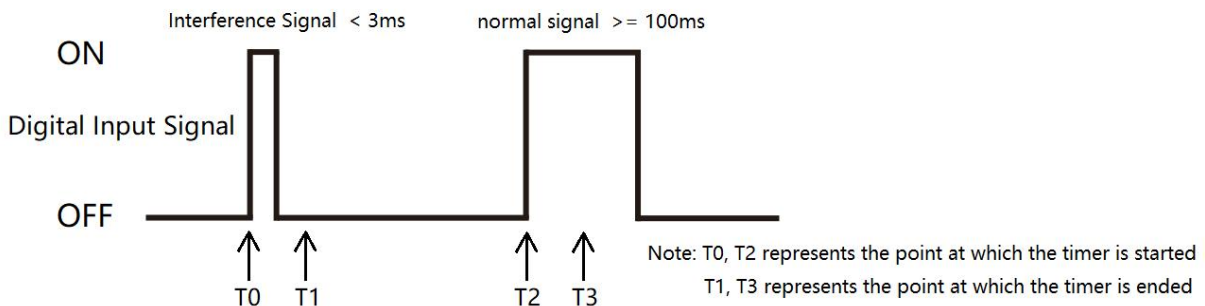 Interference Signal < 3ms
normal signal >= 100ms
ON
Digital Input Signal
OFF
T0 T1 T2 T3
Note: T0, T2 represents the point at which the timer is started
T1, T3 represents the point at which the timer is ended